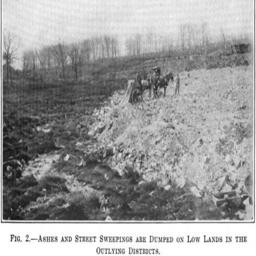 FIG. 2.—ASHES AND STREET SWEEPINGS ARE DUMPED ON LOW LANDS IN THE
OUTLYING DISTRICTS.